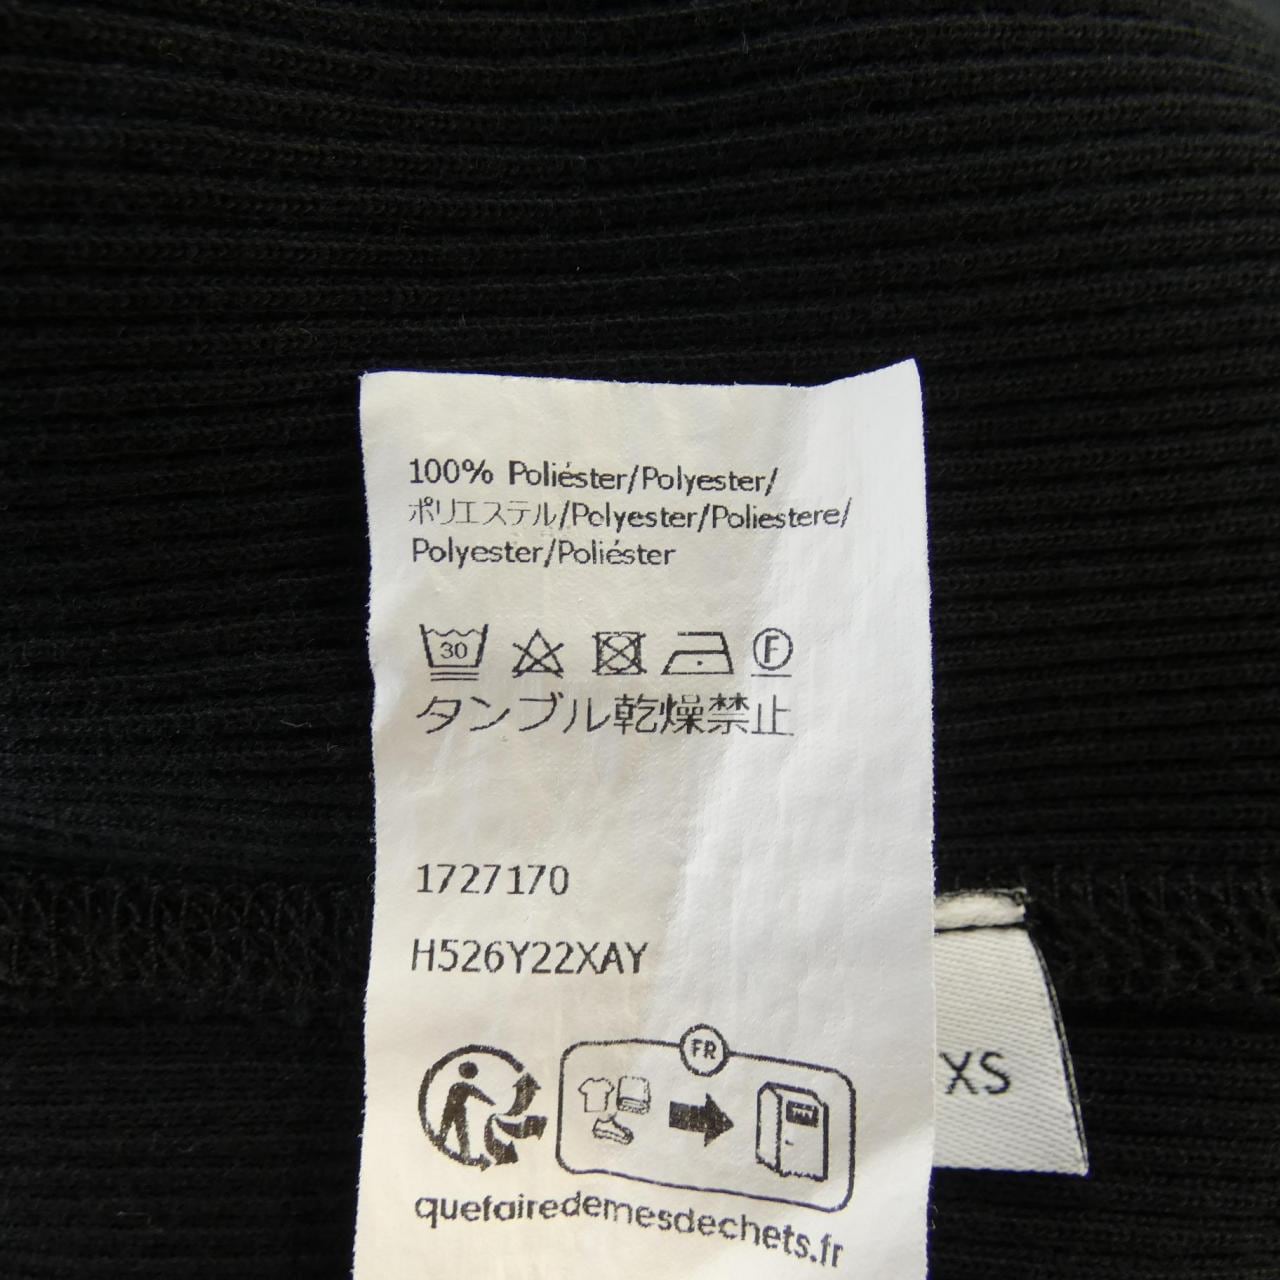 100% Poliéster/Polyester/
ポリエステル/Polyester/Poliestere/
Polyester/Poliéster
30
F
タンブル乾燥禁止
1727170
H526Y22XAY
XS
FR
quefairedemesdechets.fr